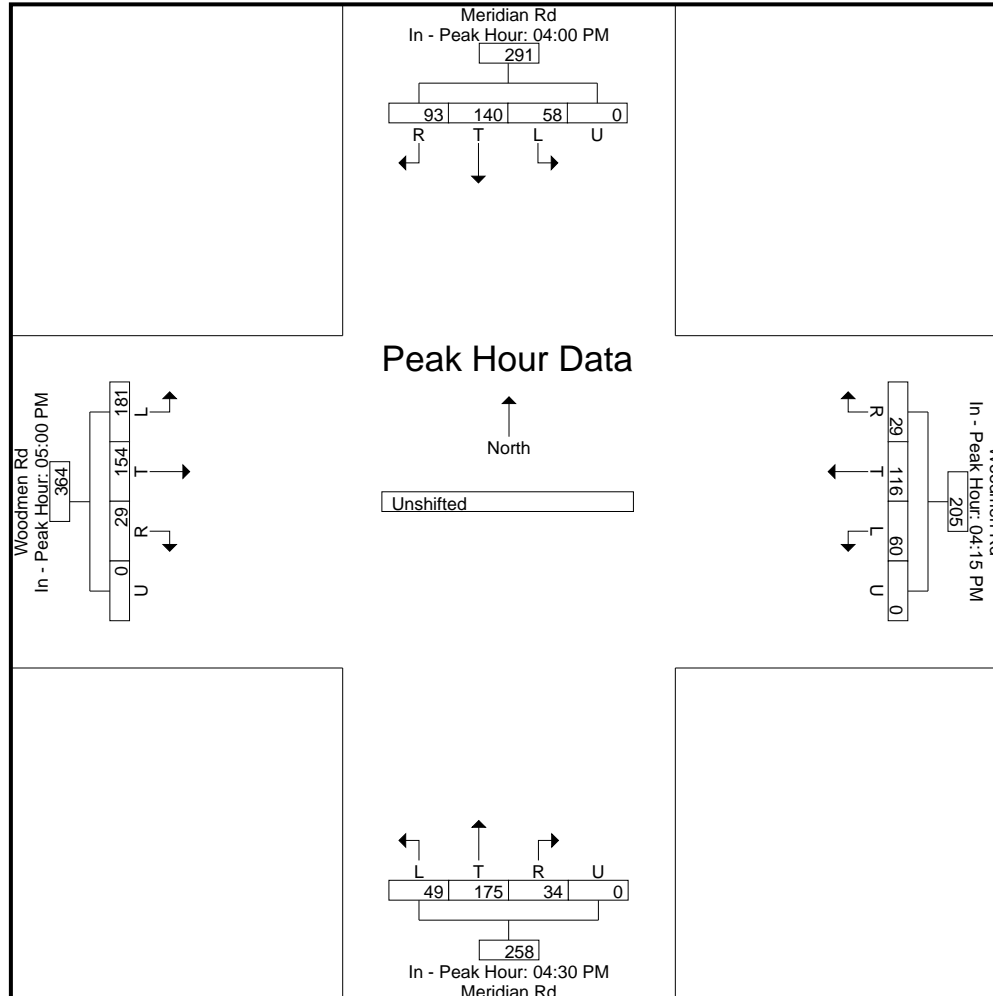 Meridian Rd
In - Peak Hour: 04:00 PM
291
93 140 58 0
R T L U
Peak Hour Data
North
Unshifted
Woodmen Rd
In - Peak Hour: 05:00 PM
364
181 154 29 0
L T R U
Woodmen Rd
In - Peak Hour: 04:15 PM
205
29 116 60 0
R T L U
L T R U
49 175 34 0
258
In - Peak Hour: 04:30 PM
Meridian Rd